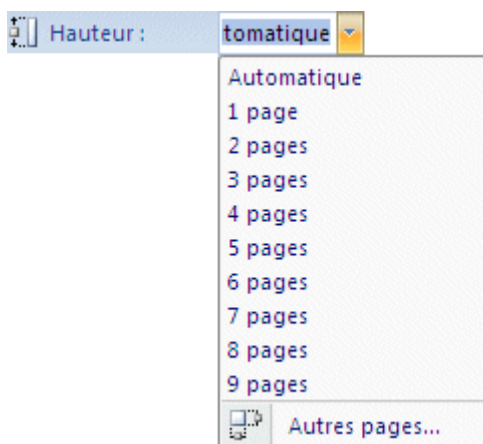 Hauteur : tomatique
Automatique
1 page
2 pages
3 pages
4 pages
5 pages
6 pages
7 pages
8 pages
9 pages
Autres pages...